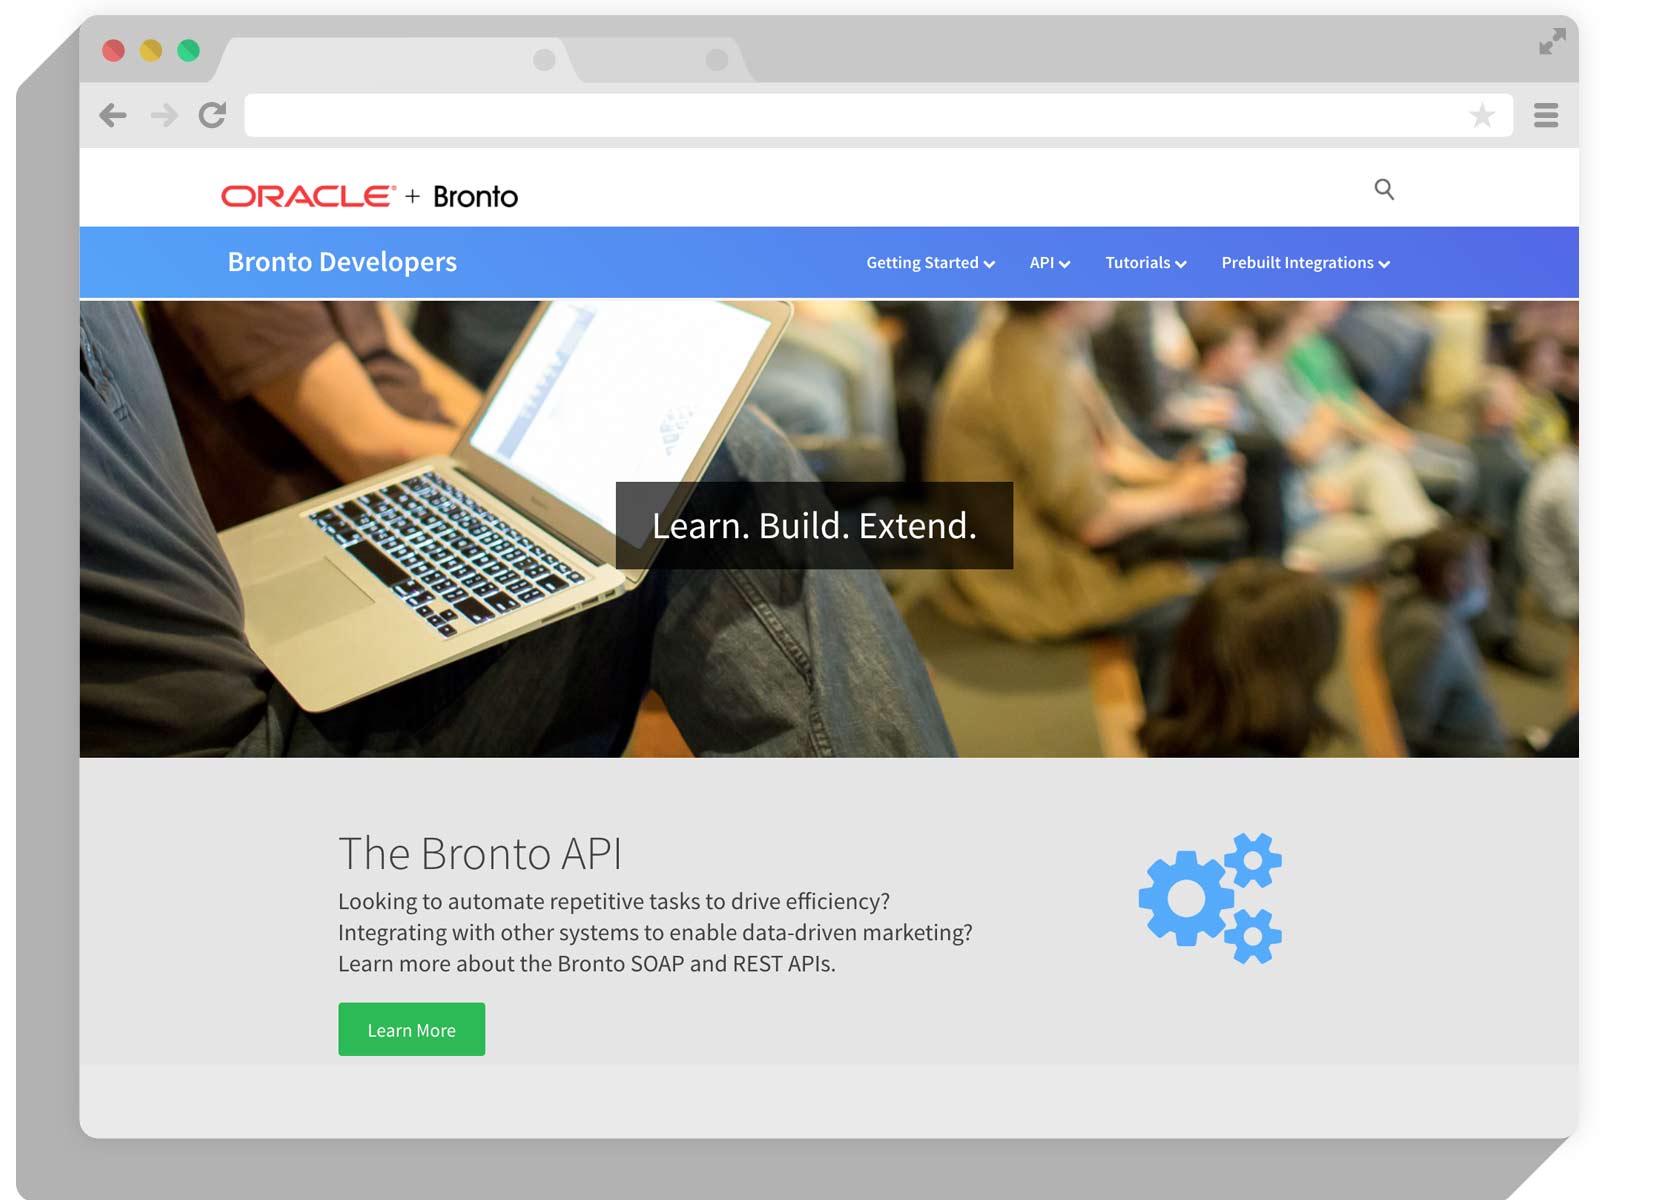 ORACLE® + Bronto
Bronto Developers
Getting Started API Tutorials Prebuilt Integrations
Learn. Build. Extend.
The Bronto API
Looking to automate repetitive tasks to drive efficiency?
Integrating with other systems to enable data-driven marketing?
Learn more about the Bronto SOAP and REST APIs.
Learn More